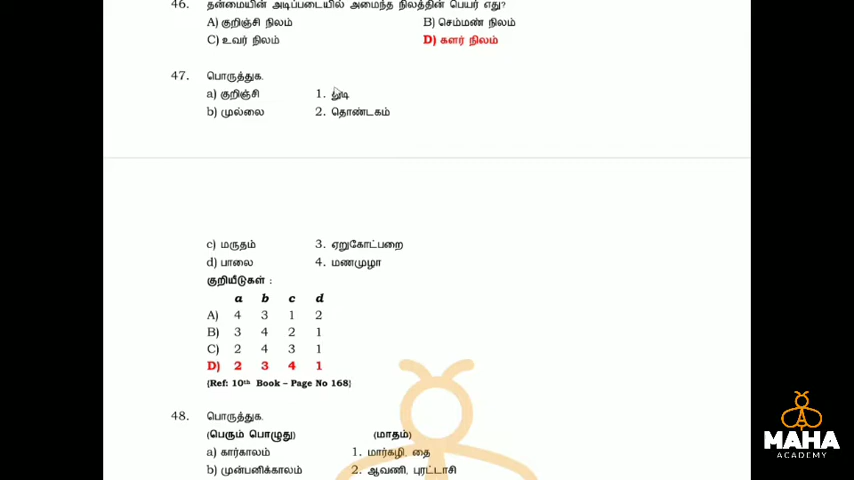 46. தன்மையின் அடிப்படையில் அமைந்த நிலத்தின் பெயர் எது?
A) குறிஞ்சி நிலம் B) செம்மண் நிலம்
C) உவர் நிலம் D) களர் நிலம்
47. பொருத்துக.
a) குறிஞ்சி 1. துடி
b) முல்லை 2. தொண்டகம்
c) மருதம் 3. ஏறுகோட்பறை
d) பாலை 4. மணமுழா
குறியீடுகள் :
a b c d
A) 4 3 1 2
B) 3 4 2 1
C) 2 4 3 1
D) 2 3 4 1
(Ref: 10th Book – Page No 168)
48. பொருத்துக.
(பெரும் பொழுது) (மாதம்)
a) கார்காலம் 1. மார்கழி, தை
b) முன்பனிக்காலம் 2. ஆவணி, புரட்டாசி
MAHA
ACADEMY